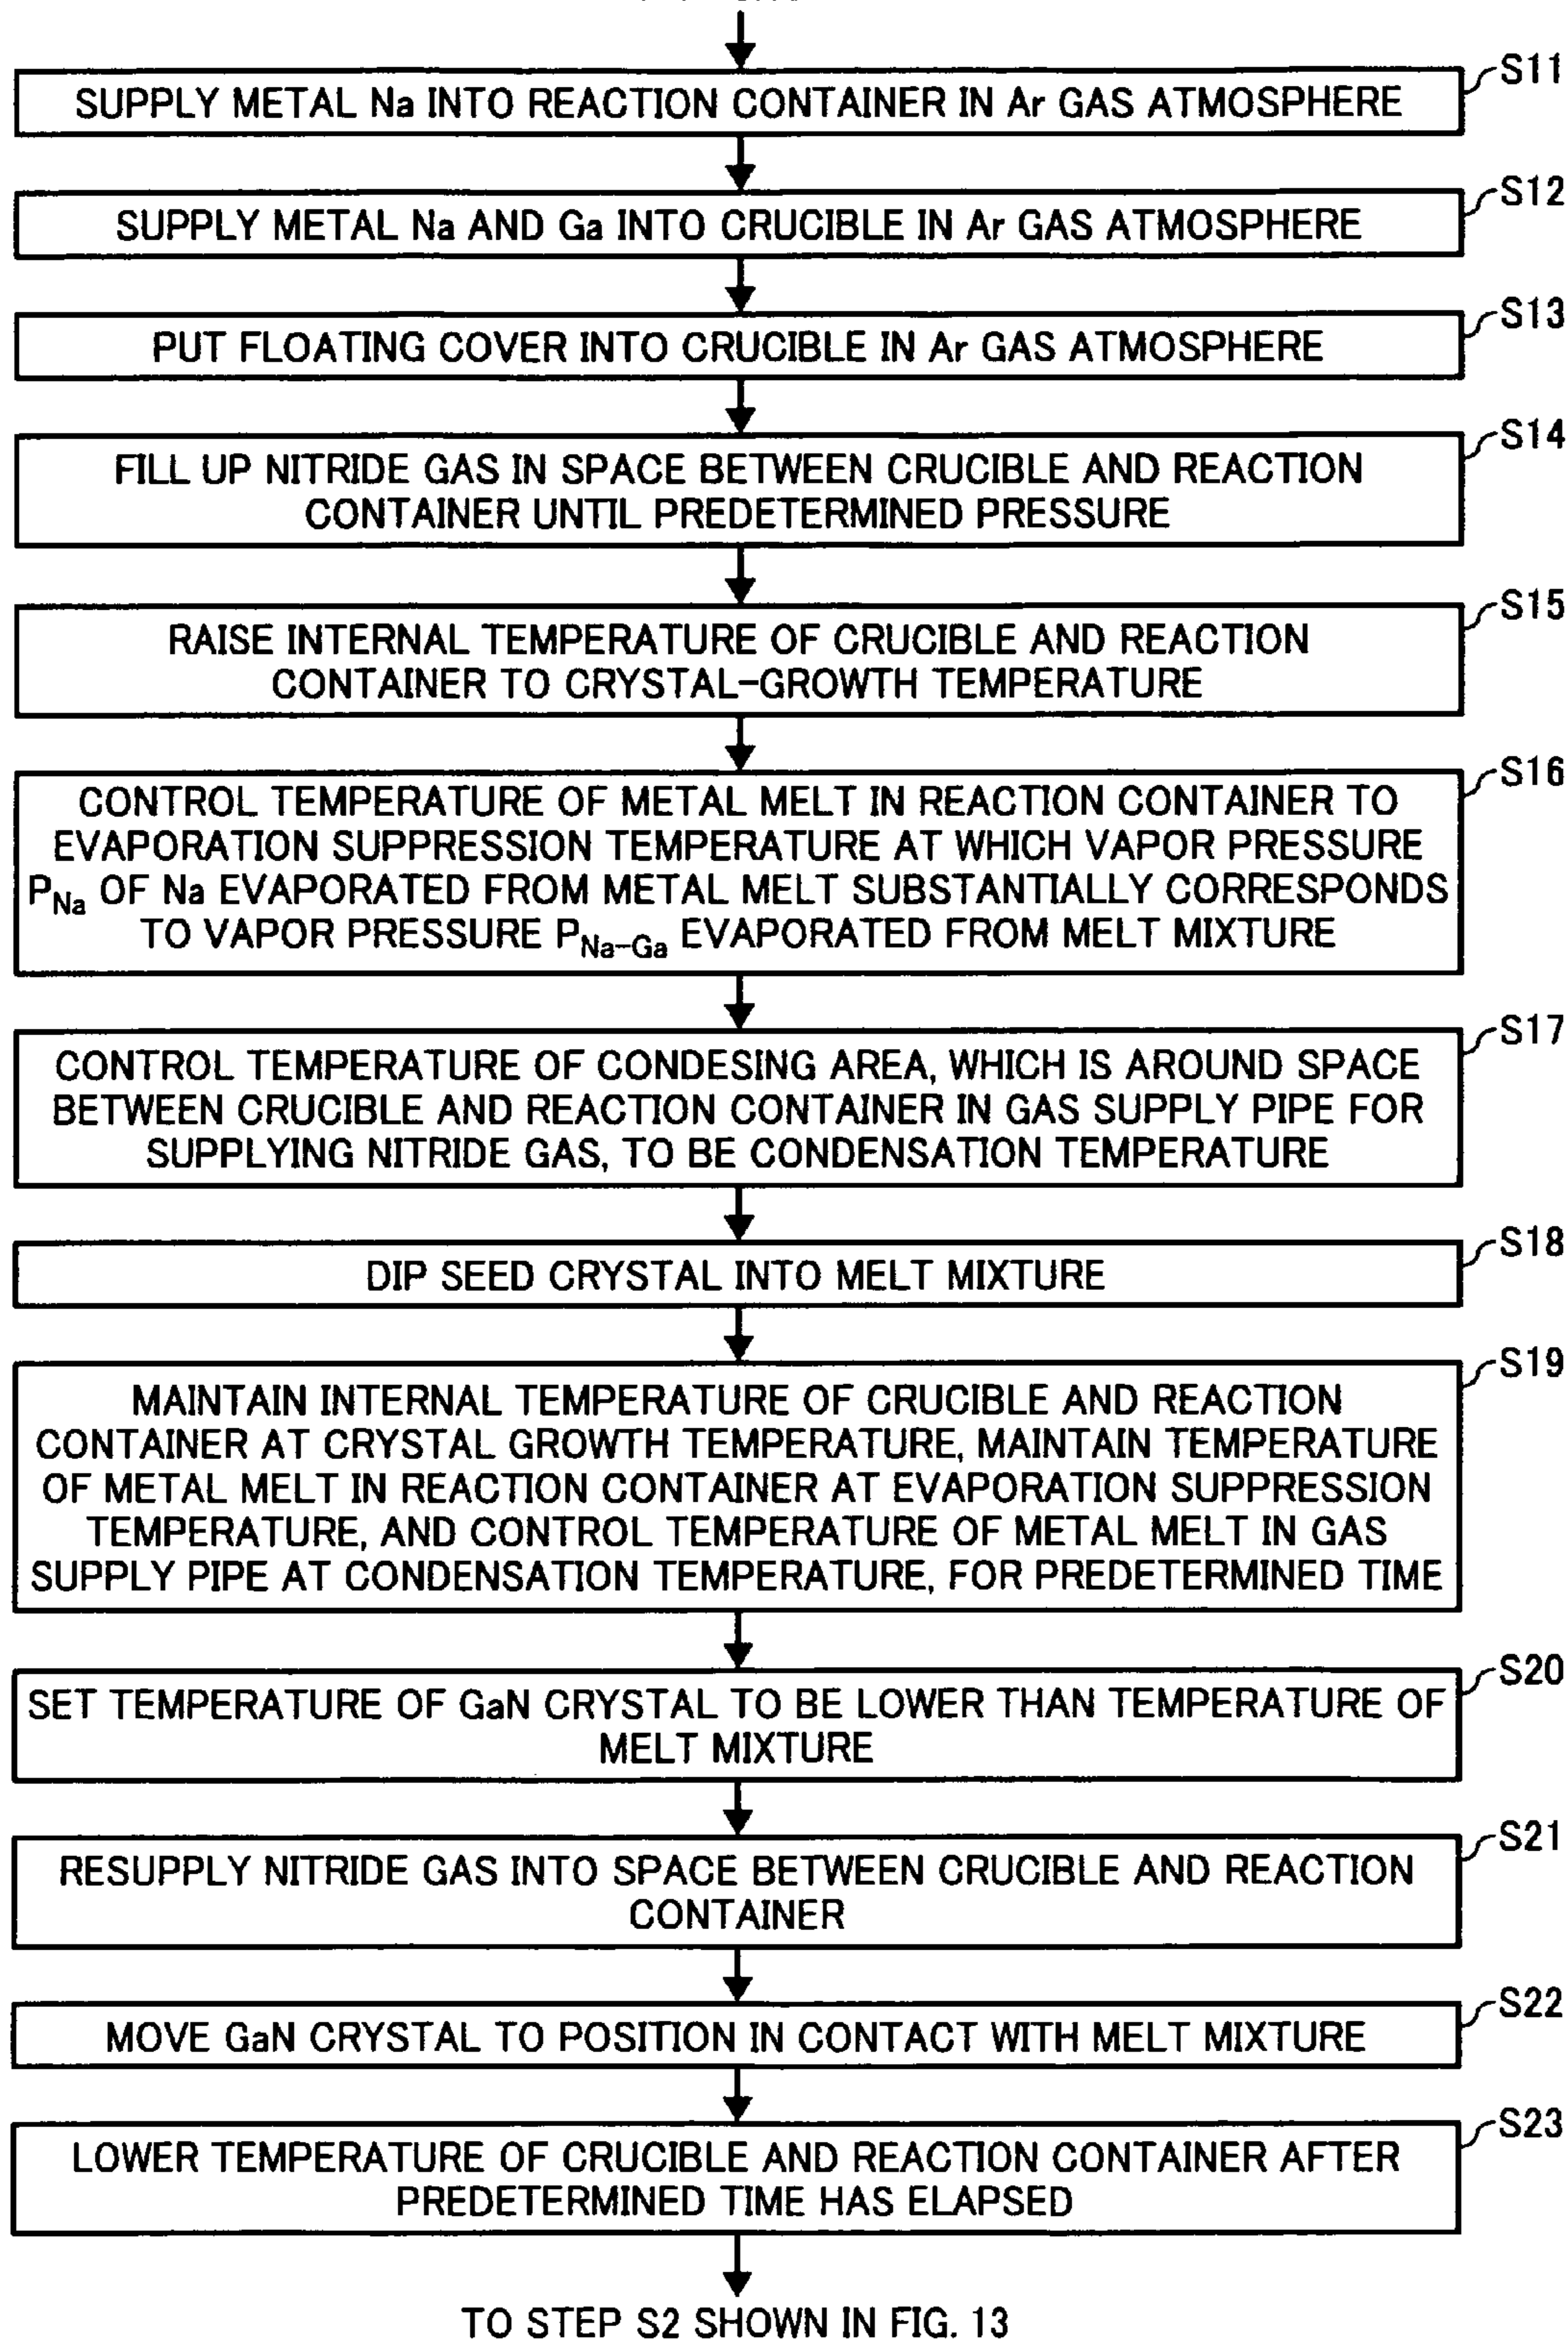 S11
SUPPLY METAL Na INTO REACTION CONTAINER IN Ar GAS ATMOSPHERE
S12
SUPPLY METAL Na AND Ga INTO CRUCIBLE IN Ar GAS ATMOSPHERE
S13
PUT FLOATING COVER INTO CRUCIBLE IN Ar GAS ATMOSPHERE
S14
FILL UP NITRIDE GAS IN SPACE BETWEEN CRUCIBLE AND REACTION
CONTAINER UNTIL PREDETERMINED PRESSURE
S15
RAISE INTERNAL TEMPERATURE OF CRUCIBLE AND REACTION
CONTAINER TO CRYSTAL-GROWTH TEMPERATURE
S16
CONTROL TEMPERATURE OF METAL MELT IN REACTION CONTAINER TO
EVAPORATION SUPPRESSION TEMPERATURE AT WHICH VAPOR PRESSURE
PNa OF Na EVAPORATED FROM METAL MELT SUBSTANTIALLY CORRESPONDS
TO VAPOR PRESSURE PNa-Ga EVAPORATED FROM MELT MIXTURE
S17
CONTROL TEMPERATURE OF CONDESING AREA, WHICH IS AROUND SPACE
BETWEEN CRUCIBLE AND REACTION CONTAINER IN GAS SUPPLY PIPE FOR
SUPPLYING NITRIDE GAS, TO BE CONDENSATION TEMPERATURE
S18
DIP SEED CRYSTAL INTO MELT MIXTURE
S19
MAINTAIN INTERNAL TEMPERATURE OF CRUCIBLE AND REACTION
CONTAINER AT CRYSTAL GROWTH TEMPERATURE, MAINTAIN TEMPERATURE
OF METAL MELT IN REACTION CONTAINER AT EVAPORATION SUPPRESSION
TEMPERATURE, AND CONTROL TEMPERATURE OF METAL MELT IN GAS
SUPPLY PIPE AT CONDENSATION TEMPERATURE, FOR PREDETERMINED TIME
S20
SET TEMPERATURE OF GaN CRYSTAL TO BE LOWER THAN TEMPERATURE OF
MELT MIXTURE
S21
RESUPPLY NITRIDE GAS INTO SPACE BETWEEN CRUCIBLE AND REACTION
CONTAINER
S22
MOVE GaN CRYSTAL TO POSITION IN CONTACT WITH MELT MIXTURE
S23
LOWER TEMPERATURE OF CRUCIBLE AND REACTION CONTAINER AFTER
PREDETERMINED TIME HAS ELAPSED
TO STEP S2 SHOWN IN FIG. 13